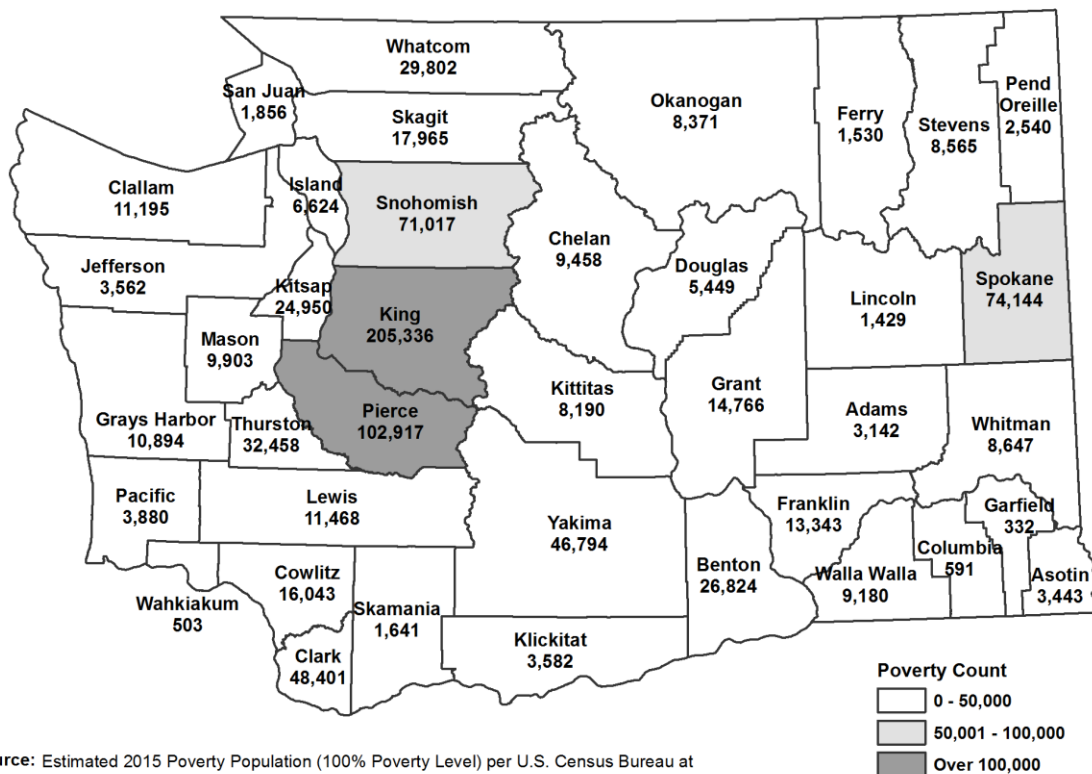 Whatcom
29,802
San Juan
1,856
Skagit
17,965
Okanogan
8,371
Ferry
1,530
Stevens
8,565
Pend
Oreille
2,540
Clallam
11,195
Island
6,624
Snohomish
71,017
Chelan
9,458
Douglas
5,449
Jefferson
3,562
Kitsap
24,950
King
205,336
Lincoln
1,429
Spokane
74,144
Mason
9,903
Kittitas
8,190
Grant
14,766
Grays Harbor
10,894
Thurston
32,458
Pierce
102,917
Adams
3,142
Whitman
8,647
Pacific
3,880
Lewis
11,468
Yakima
46,794
Franklin
13,343
Garfield
332
Columbia
591
Benton
26,824
Walla Walla
9,180
Asotin
3,443
Wahkiakum
503
Cowlitz
16,043
Skamania
1,641
Clark
48,401
Klickitat
3,582
Poverty Count
0 - 50,000
50,001 - 100,000
Over 100,000
urce: Estimated 2015 Poverty Population (100% Poverty Level) per U.S. Census Bureau at